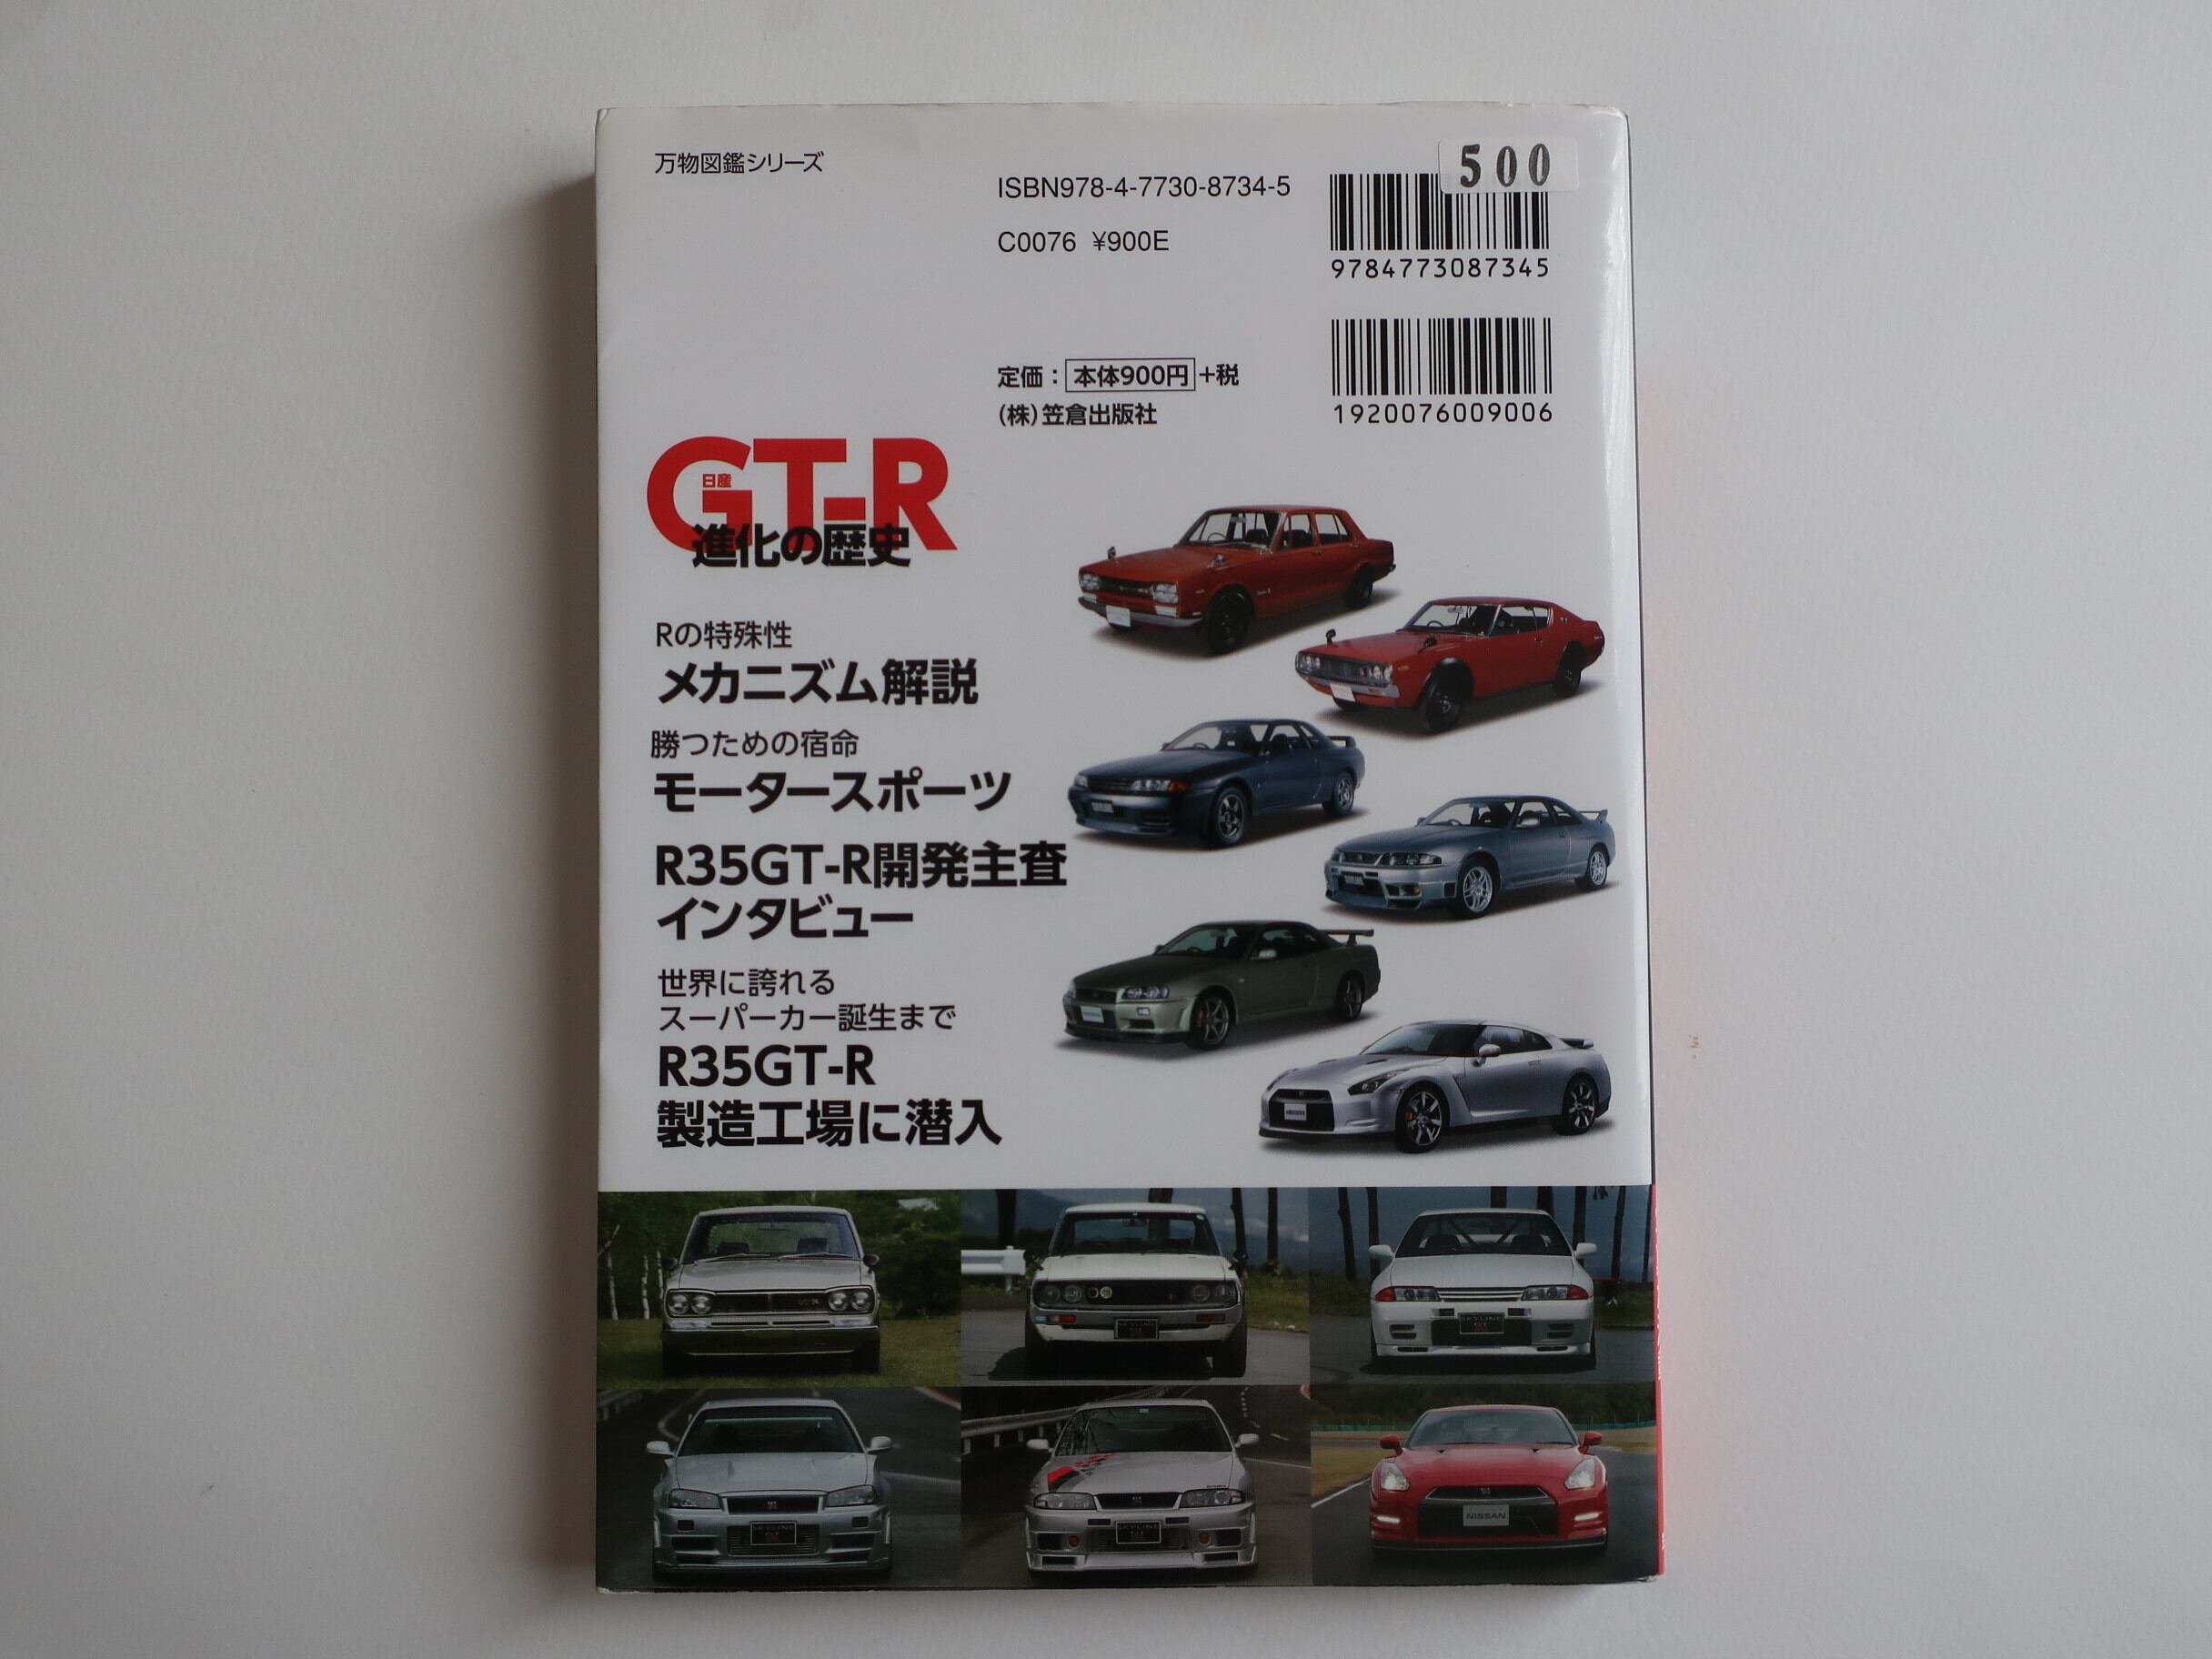 万物図鑑シリーズ
500
ISBN978-4-7730-8734-5
C0076 ¥900E
9784773087345
定価：本体900円+税
(株)笠倉出版社
1920076009006
日産
GT-R
進化の歴史
Rの特殊性
メカニズム解説
勝つための宿命
モータースポーツ
R35GT-R開発主査
インタビュー
世界に誇れる
スーパーカー誕生まで
R35GT-R
製造工場に潜入
SKYLINE
SKYLINE
SKYLINE
SKYLINE
NISSAN